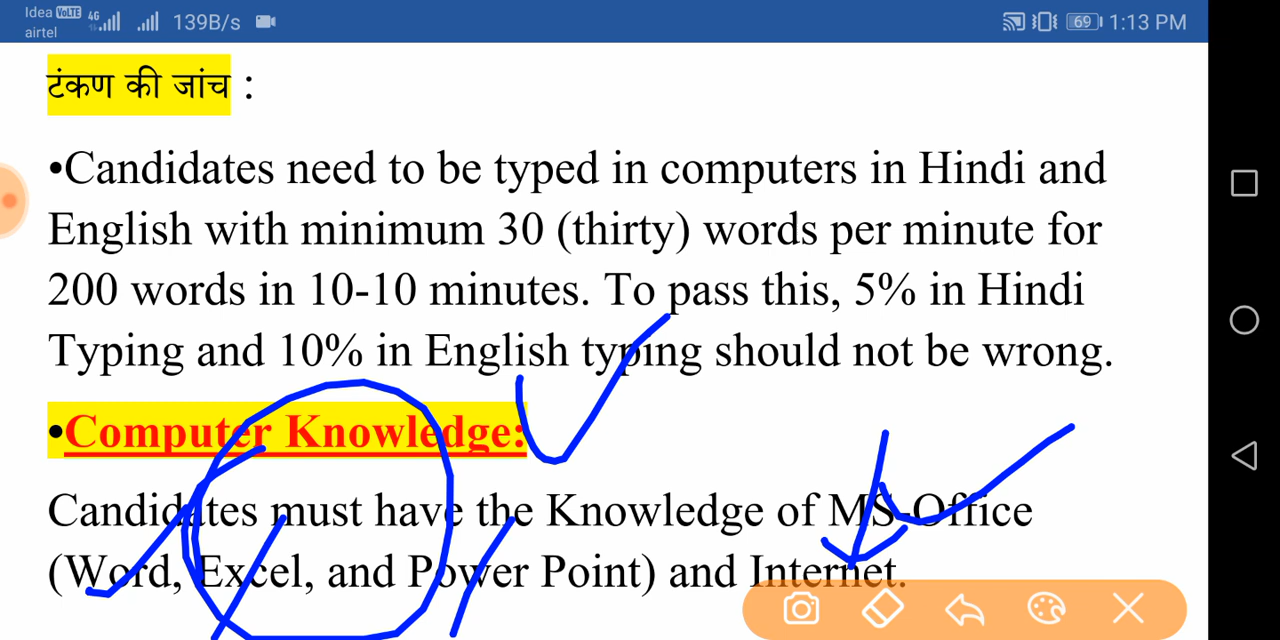 Idea VoLTE 4G 139B/s 69 1:13 PM
airtel
टंकण की जांच :
•Candidates need to be typed in computers in Hindi and
English with minimum 30 (thirty) words per minute for
200 words in 10-10 minutes. To pass this, 5% in Hindi
Typing and 10% in English typing should not be wrong.
•Computer Knowledge:
Candidates must have the Knowledge of MS-Office
(Word, Excel, and Power Point) and Internet.